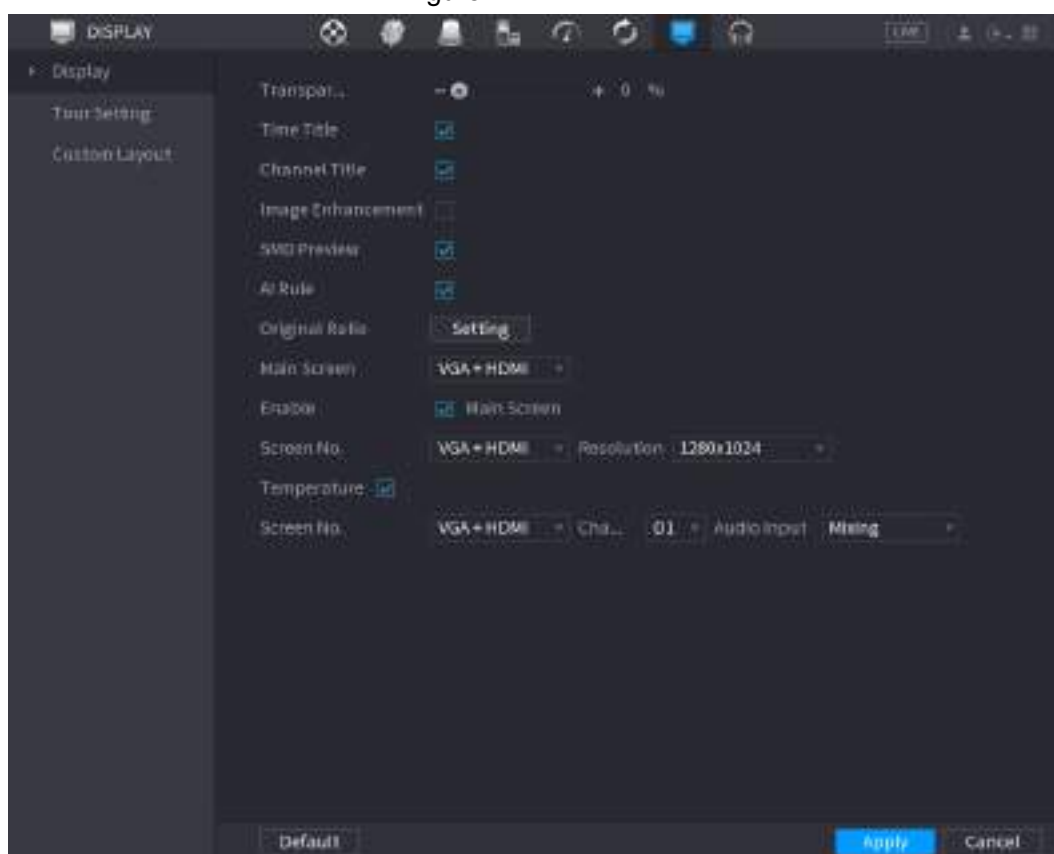 DISPLAY
LIVE
Display
Tour Setting
Custom Layout
Transpar...
0 %
Time Title
Channel Title
Image Enhancement
SMD Preview
AI Rule
Original Ratio Setting
Main Screen VGA + HDMI
Enable Main Screen
Screen No. VGA + HDMI Resolution 1280x1024
Temperature
Screen No. VGA + HDMI Cha... 01 Audio Input Mixing
Default Apply Cancel